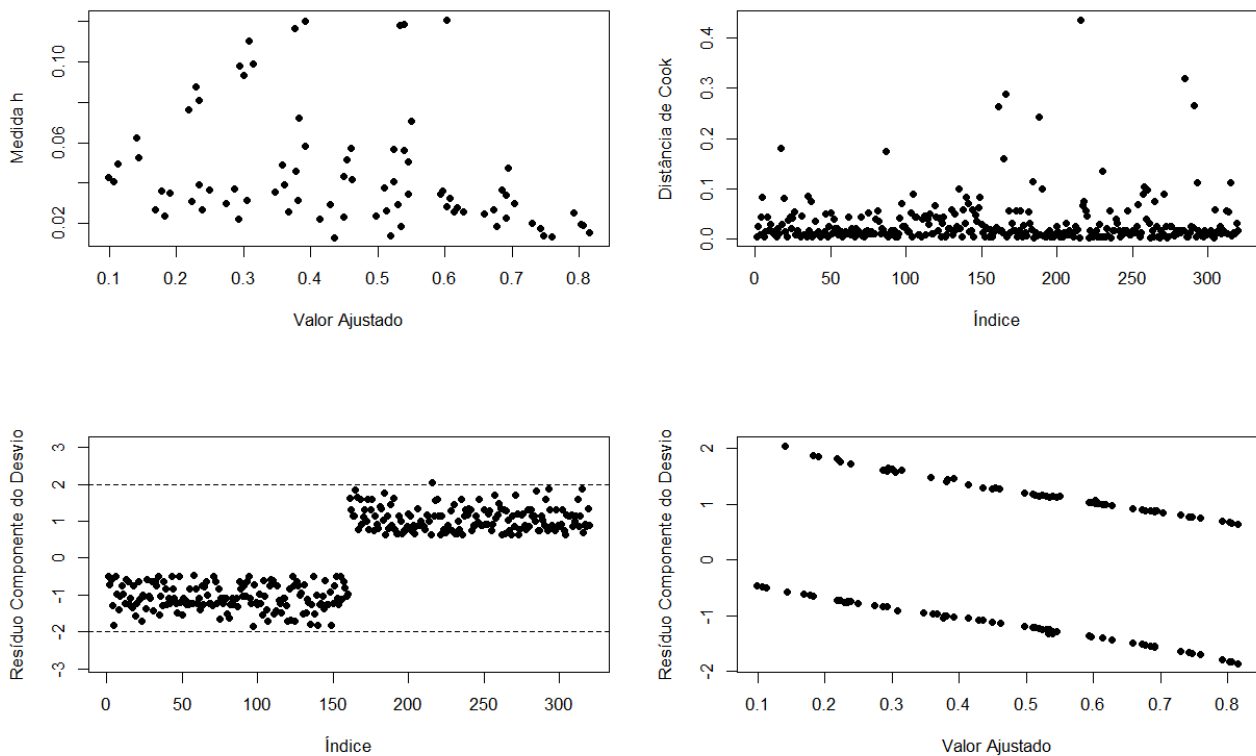 Medida h
0.02
0.06
0.10
0.1 0.2 0.3 0.4 0.5 0.6 0.7 0.8
Valor Ajustado
Distância de Cook
0.0
0.1
0.2
0.3
0.4
0 50 100 150 200 250 300
Índice
Resíduo Componente do Desvio
-3
-2
-1
0
1
2
3
0 50 100 150 200 250 300
Índice
Resíduo Componente do Desvio
-2
-1
0
1
2
0.1 0.2 0.3 0.4 0.5 0.6 0.7 0.8
Valor Ajustado